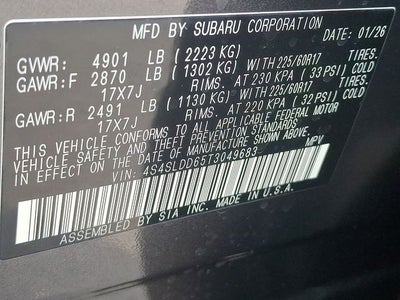 MFD BY SUBARU CORPORATION DATE 01/26
GVWR: 4901 LB (2223 KG)
GAWR:F 2870 LB (1302 KG) WITH 225/60R17 TIRES.
17X7J RIMS. AT 230 KPA (33 PSI) COLD
GAWR:R 2491 LB (1130 KG) WITH 225/60R17 TIRES.
17X7J RIMS. AT 220 KPA (32 PSI) COLD
THIS VEHICLE CONFORMS TO ALL APPLICABLE FEDERAL MOTOR
VEHICLE SAFETY AND THEFT PREVENTION STANDARDS IN EFFECT ON
THE DATE OF MANUFACTURE SHOWN ABOVE.
VIN: 4S4SLDD65T3049683 MPV
ASSEMBLED BY SIA INC. MADE IN U.S.A.